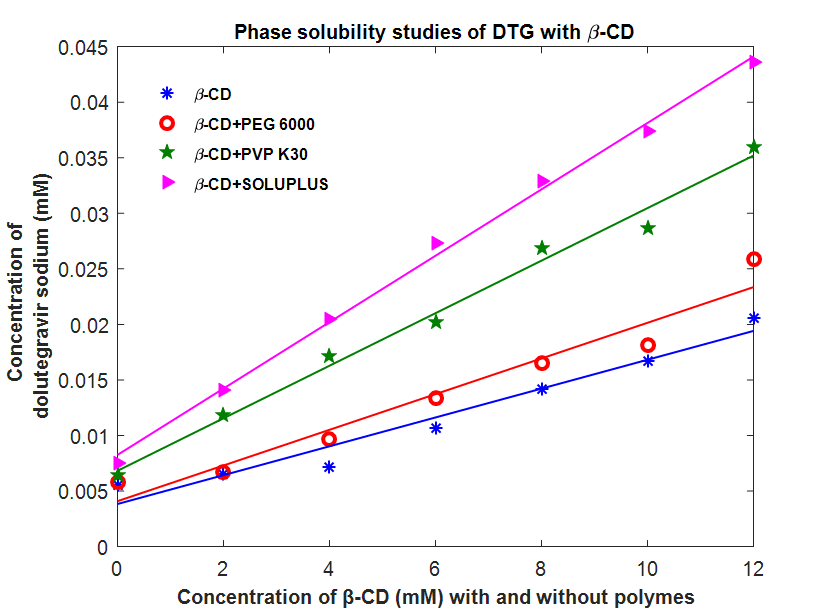 Phase solubility studies of DTG with β-CD
0.045
0.04
0.035
0.03
0.025
0.02
0.015
0.01
0.005
0
β-CD
β-CD+PEG 6000
β-CD+PVP K30
β-CD+SOLUPLUS
Concentration of
dolutegravir sodium (mM)
0 2 4 6 8 10 12
Concentration of β-CD (mM) with and without polymes